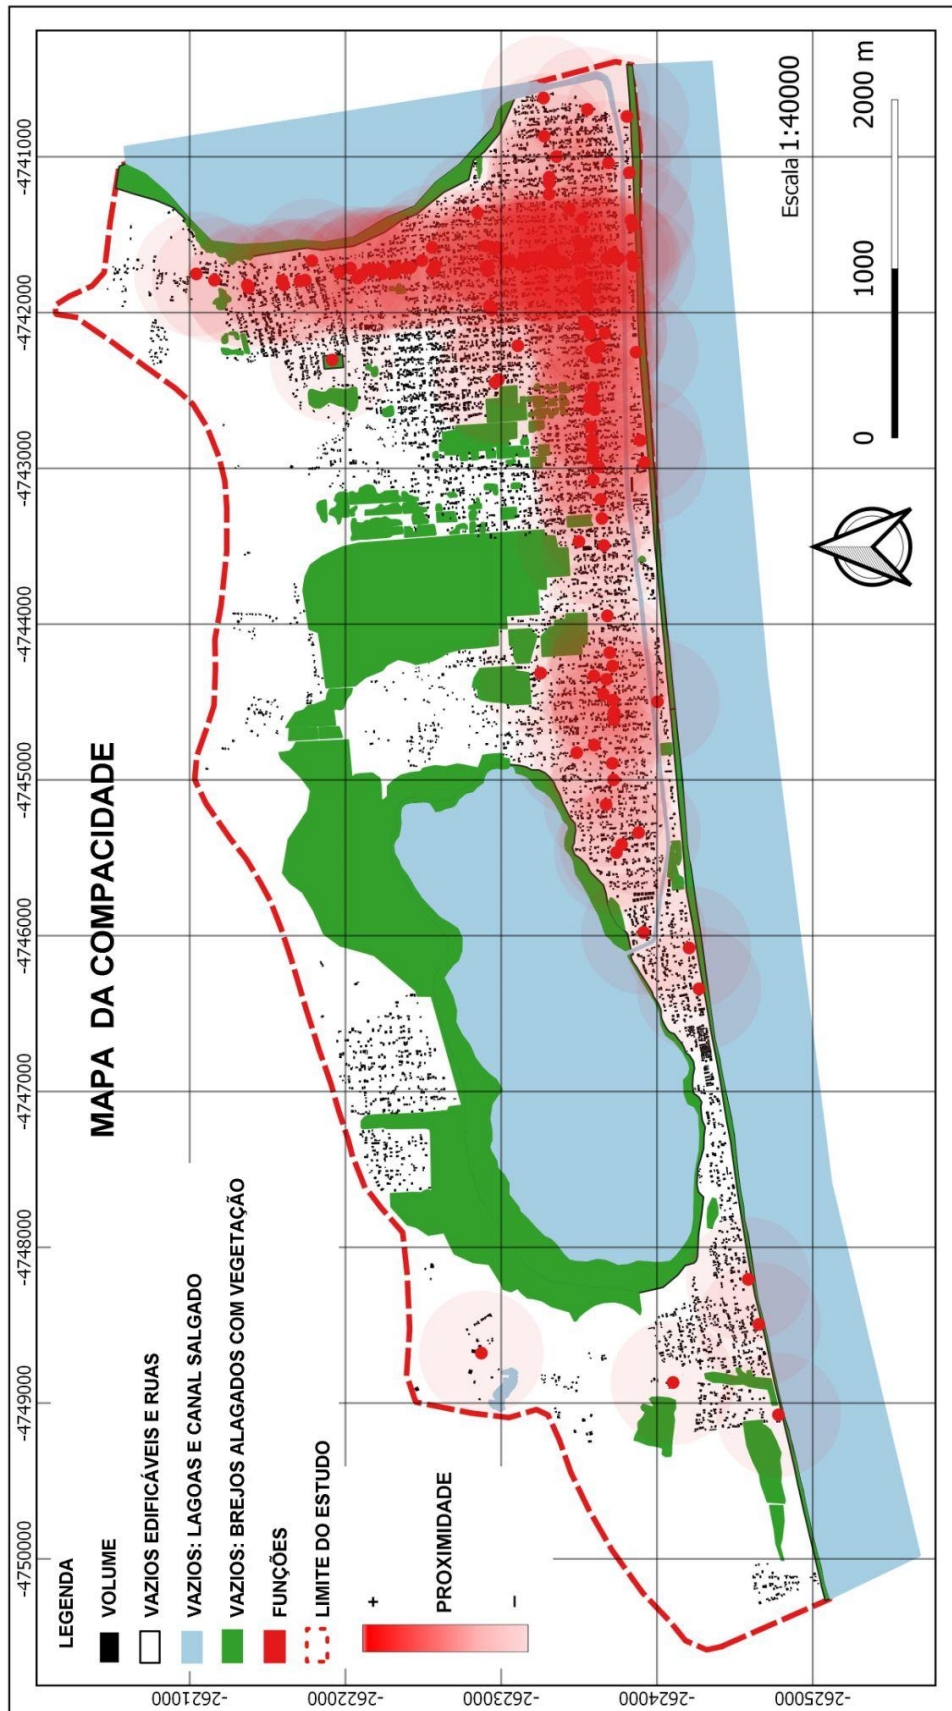 MAPA DA COMPACIDADE
-4750000
-4749000
-4748000
-4747000
-4746000
-4745000
-4744000
-4743000
-4742000
-4741000
-2621000
-2622000
-2623000
-2624000
-2625000
LEGENDA
VOLUME
VAZIOS EDIFICÁVEIS E RUAS
VAZIOS: LAGOAS E CANAL SALGADO
VAZIOS: BREJOS ALAGADOS COM VEGETAÇÃO
FUNÇÕES
LIMITE DO ESTUDO
+
PROXIMIDADE
–
Escala 1:40000
0 1000 2000 m